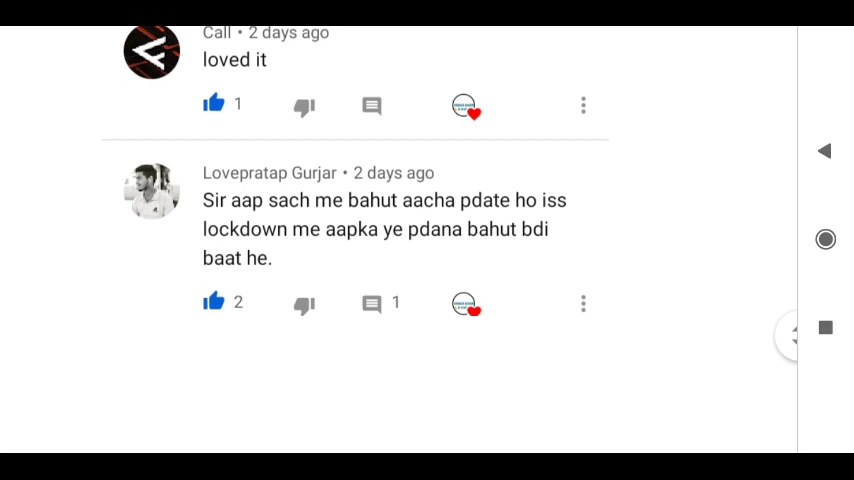 Call • 2 days ago
loved it
1
Lovepratap Gurjar • 2 days ago
Sir aap sach me bahut aacha pdate ho iss
lockdown me aapka ye pdana bahut bdi
baat he.
2 1